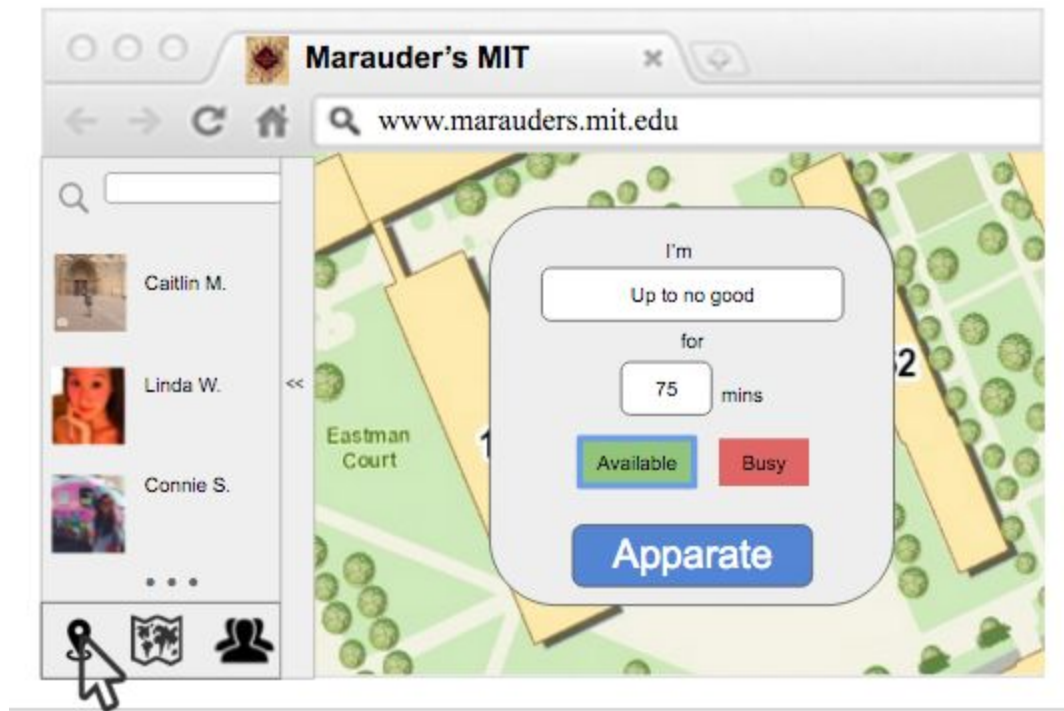 Marauder's MIT
www.marauders.mit.edu
Caitlin M.
Linda W.
Connie S.
<<
Eastman
Court
I'm
Up to no good
for
75
mins
Available
Busy
Apparate